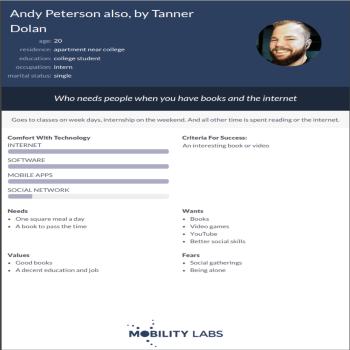 Andy Peterson also, by Tanner
Dolan
age: 20
residence: apartment near college
education: college student
occupation: intern
marital status: single
Who needs people when you have books and the internet
Goes to classes on week days, internship on the weekend. And all other time is spent reading or the internet.
Comfort With Technology
INTERNET
SOFTWARE
MOBILE APPS
SOCIAL NETWORK
Criteria For Success:
An interesting book or video
Needs
• One square meal a day
• A book to pass the time
Wants
• Books
• Video games
• YouTube
• Better social skills
Values
• Good books
• A decent education and job
Fears
• Social gatherings
• Being alone
MOBILITY LABS